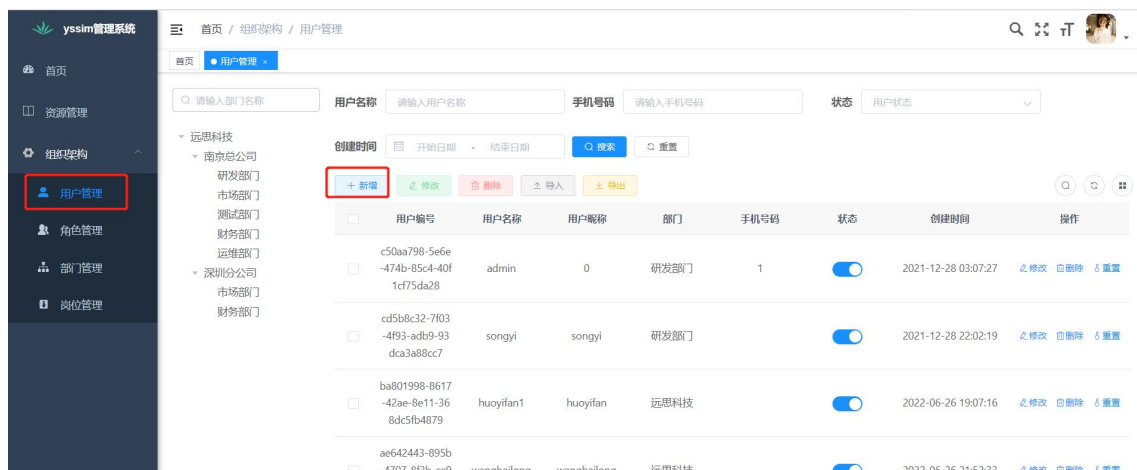 yssim管理系统
首页 / 组织架构 / 用户管理
首页
用户管理 ×
首页
资源管理
组织架构
用户管理
角色管理
部门管理
岗位管理
请输入部门名称
远思科技
南京总公司
研发部门
市场部门
测试部门
财务部门
运维部门
深圳分公司
市场部门
财务部门
用户名称 请输入用户名称 手机号码 请输入手机号码 状态 用户状态
创建时间 开始日期 - 结束日期 搜索 重置
+ 新增 修改 删除 导入 导出
用户编号 用户名称 用户昵称 部门 手机号码 状态 创建时间 操作
c50aa798-5e6e
-474b-85c4-40f admin 0 研发部门 1 2021-12-28 03:07:27 修改 删除 重置
1cf75da28
cd5b8c32-7f03
-4f93-adb9-93 songyi songyi 研发部门 2021-12-28 22:02:19 修改 删除 重置
dca3a88cc7
ba801998-8617
-42ae-8e11-36 huoyifan1 huoyifan 远思科技 2022-06-26 19:07:16 修改 删除 重置
8dc5fb4879
ae642443-895b